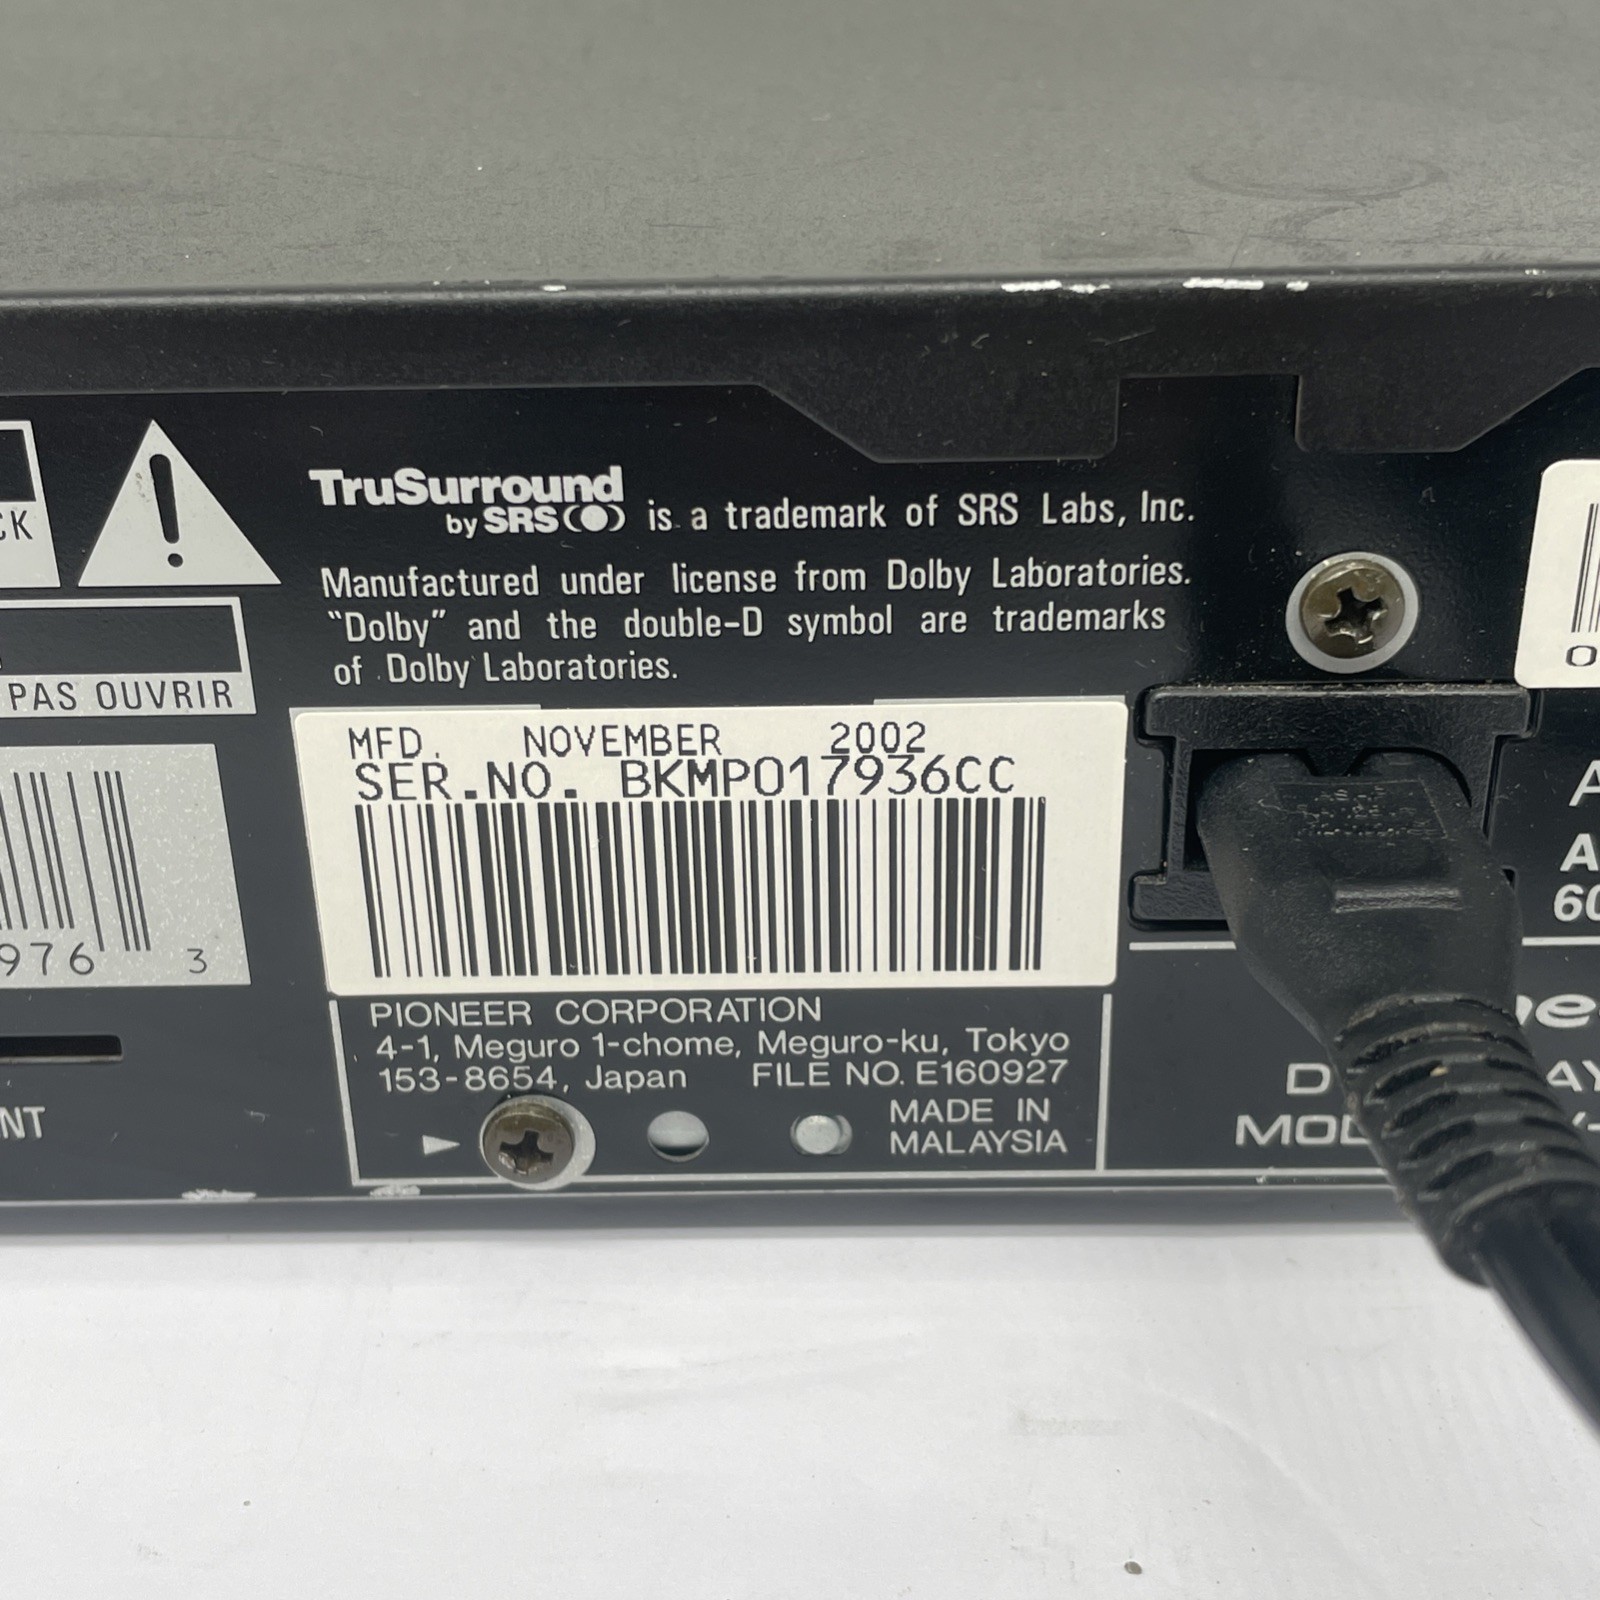 TruSurround
by SRS is a trademark of SRS Labs, Inc.
Manufactured under license from Dolby Laboratories.
"Dolby" and the double-D symbol are trademarks
of Dolby Laboratories.
PAS OUVRIR
MFD. NOVEMBER 2002
SER.NO. BKMP017936CC
976 3
PIONEER CORPORATION
4-1, Meguro 1-chome, Meguro-ku, Tokyo
153-8654, Japan FILE NO. E160927
MADE IN
MALAYSIA